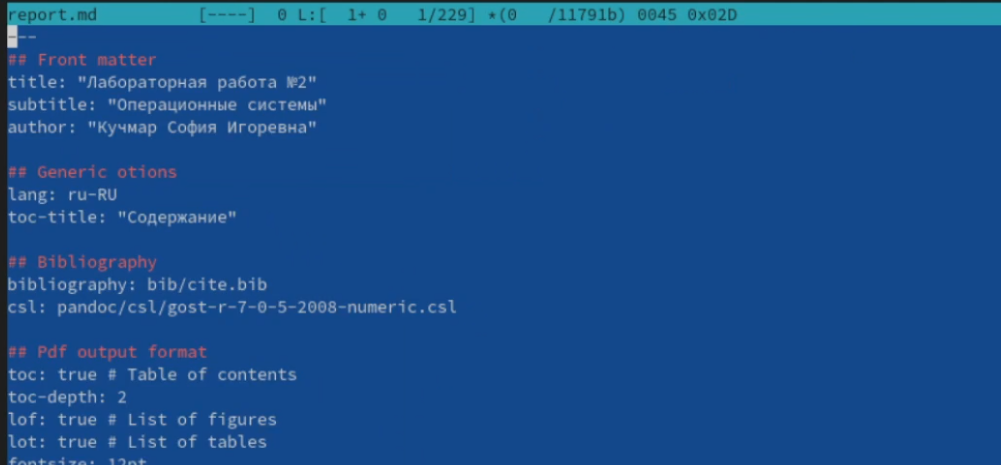 report.md [----] 0 L:[ 1+ 0 1/229] *(0 /11791b) 0045 0x02D
---
## Front matter
title: "Лабораторная работа №2"
subtitle: "Операционные системы"
author: "Кучмар София Игоревна"
## Generic otions
lang: ru-RU
toc-title: "Содержание"
## Bibliography
bibliography: bib/cite.bib
csl: pandoc/csl/gost-r-7-0-5-2008-numeric.csl
## Pdf output format
toc: true # Table of contents
toc-depth: 2
lof: true # List of figures
lot: true # List of tables
fontsize: 12pt